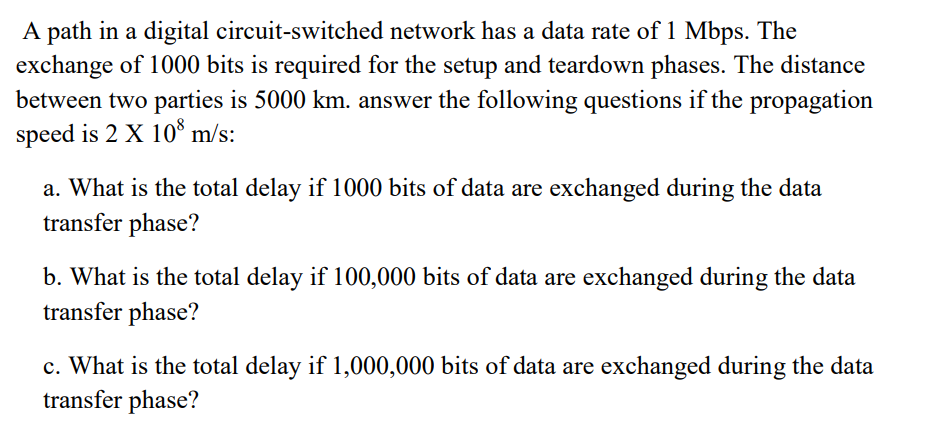 A path in a digital circuit-switched network has a data rate of 1 Mbps. The
exchange of 1000 bits is required for the setup and teardown phases. The distance
between two parties is 5000 km. answer the following questions if the propagation
speed is 2 X 10⁸ m/s:
a. What is the total delay if 1000 bits of data are exchanged during the data
transfer phase?
b. What is the total delay if 100,000 bits of data are exchanged during the data
transfer phase?
c. What is the total delay if 1,000,000 bits of data are exchanged during the data
transfer phase?